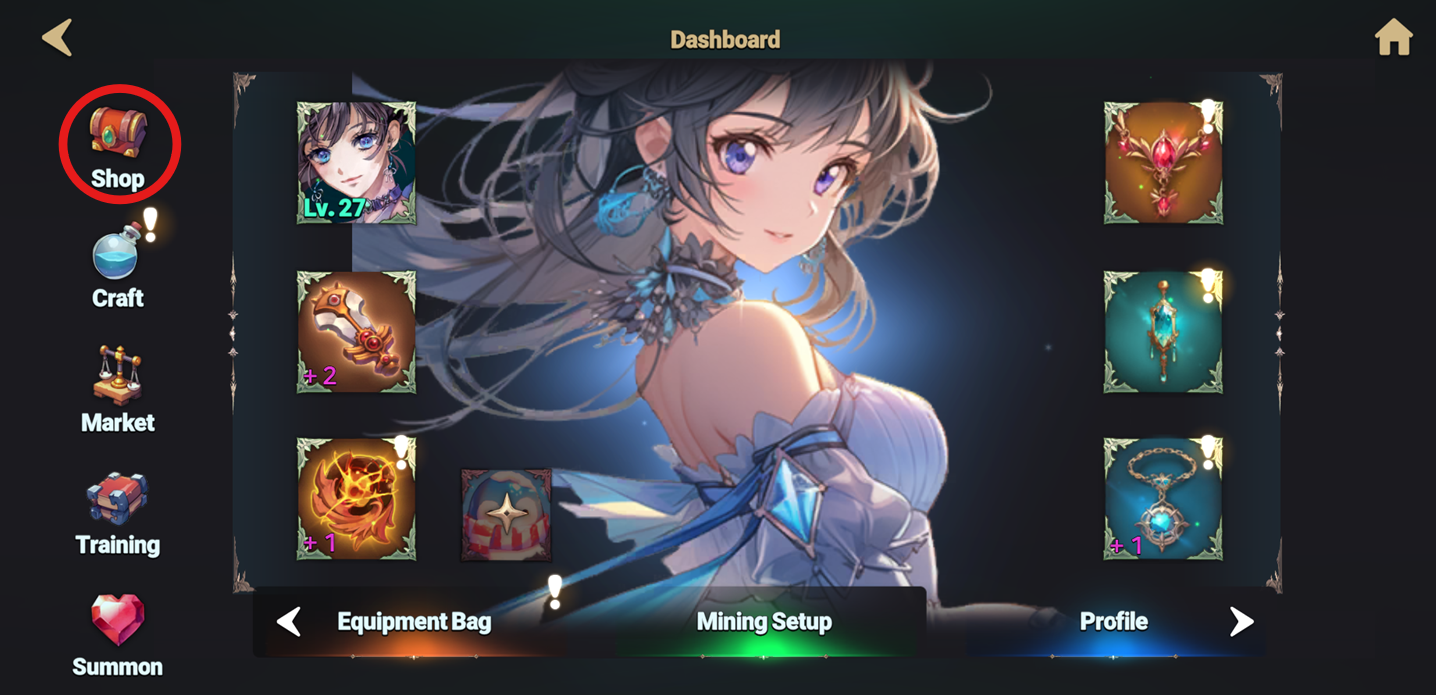 Dashboard
Shop
Craft
Market
Training
Summon
Lv. 27
+ 2
+ 1
+ 1
Equipment Bag
Mining Setup
Profile